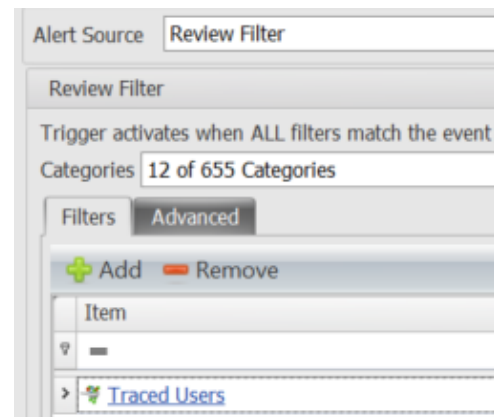 Alert Source Review Filter
Review Filter
Trigger activates when ALL filters match the event
Categories 12 of 655 Categories
Filters Advanced
Add Remove
Item
=
Traced Users